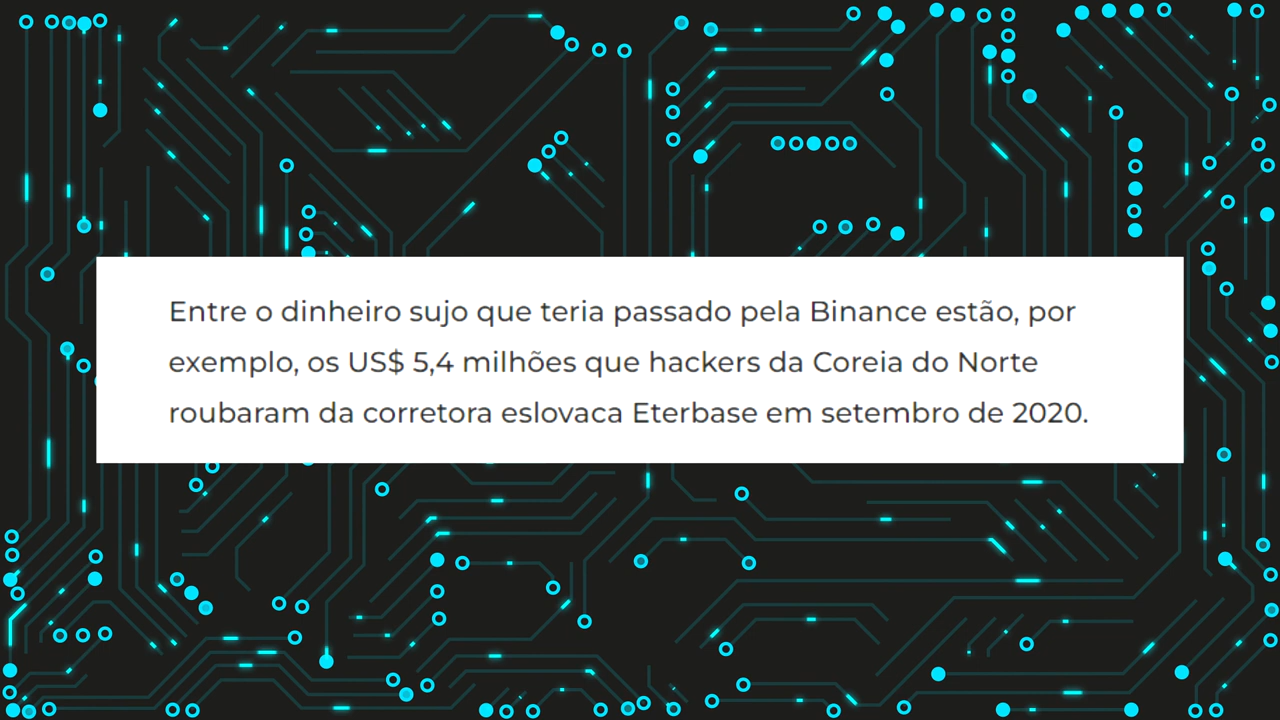 Entre o dinheiro sujo que teria passado pela Binance estão, por
exemplo, os US$ 5,4 milhões que hackers da Coreia do Norte
roubaram da corretora eslovaca Eterbase em setembro de 2020.